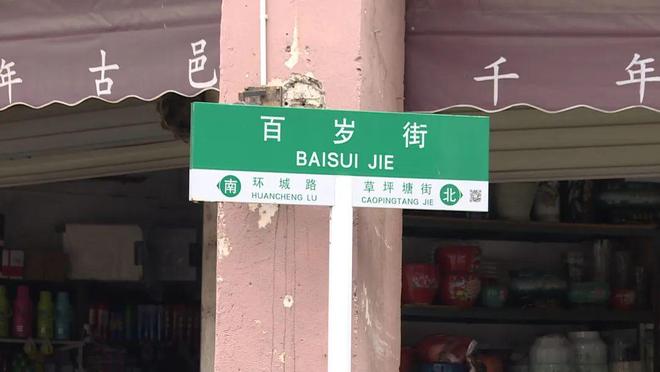 年古邑
千年
百岁街
BAISUI JIE
南 环城路 草坪塘街 北
HUANCHENG LU CAOPINGTANG JIE